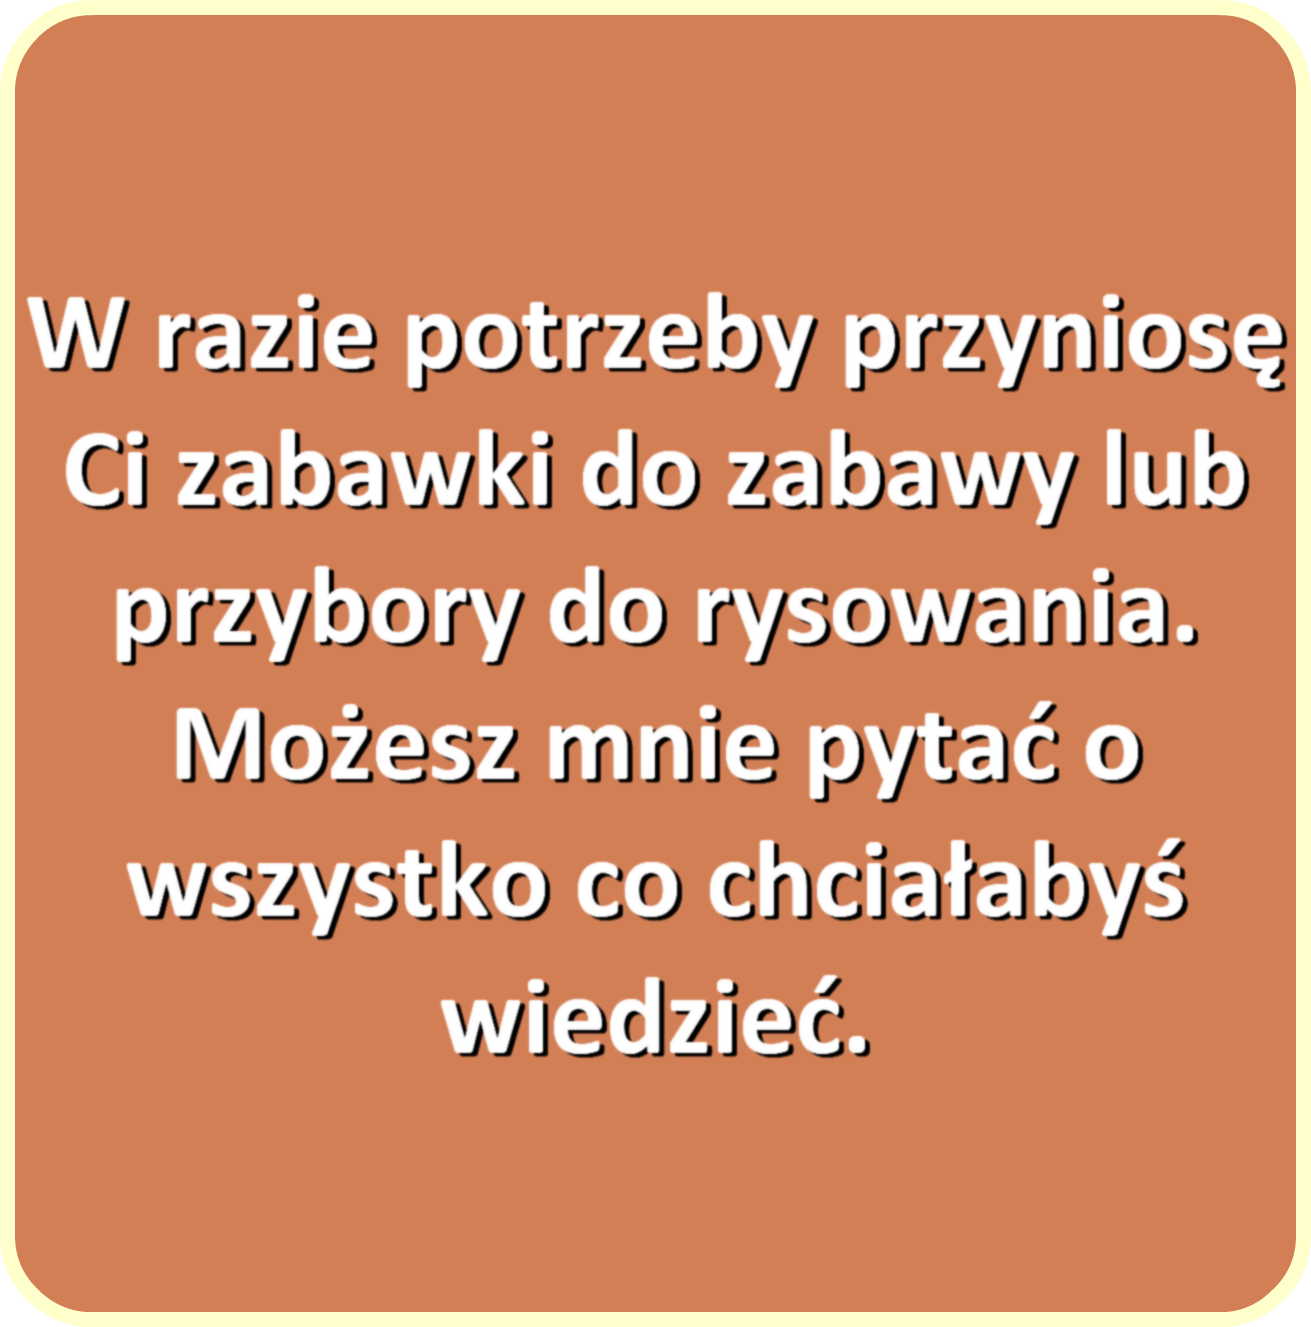 W razie potrzeby przyniosę
Ci zabawki do zabawy lub
przybory do rysowania.
Możesz mnie pytać o
wszystko co chciałabyś
wiedzieć.